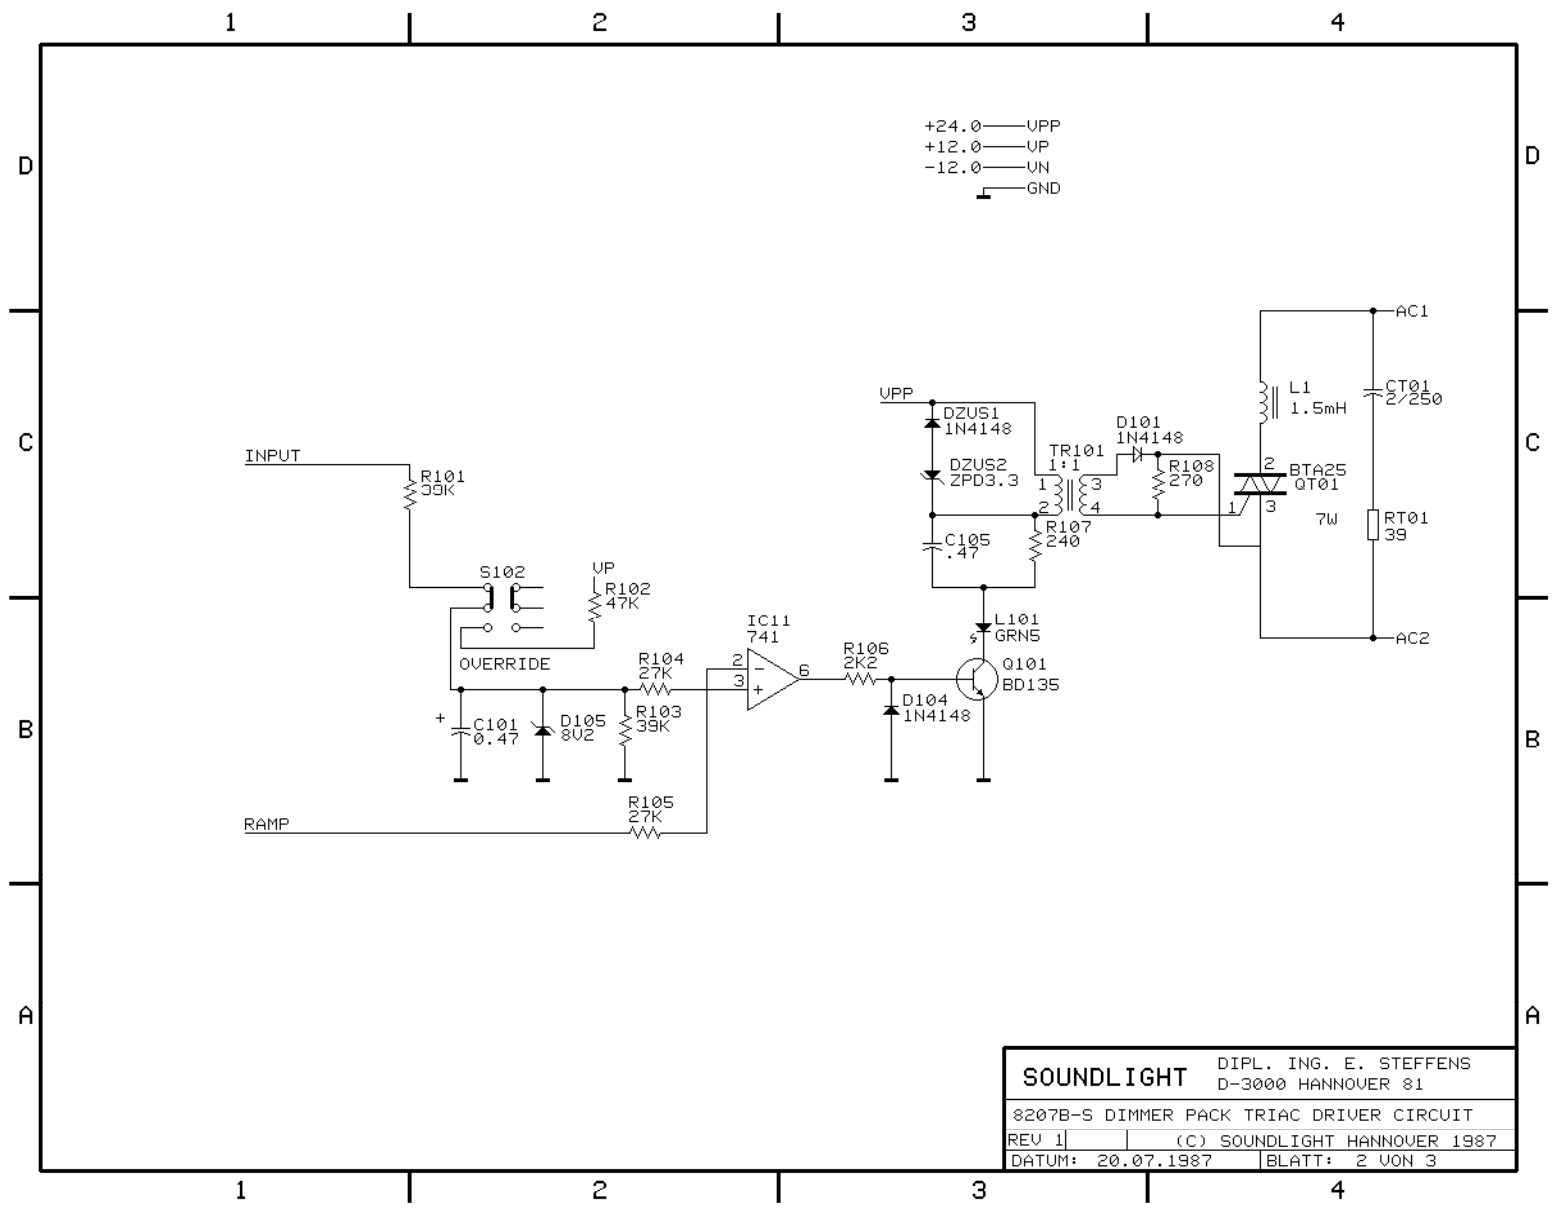 1 2 3 4
D D
+24.0 VPP
+12.0 VP
-12.0 VN
GND
AC1
L1
1.5mH
CT01
2/250
VPP
DZVS1
1N4148
D101
1N4148
C C
INPUT
R101
39K
DZVS2
ZPD3.3
TR101
1:1
1 3
2 4
R108
270
2
BTA25
QT01
1 3
7W
RT01
39
R107
240
C105
.47
S102
VP
R102
47K
OVERRIDE
IC11
741
L101
GRN5
AC2
R104
27K
2 -
3 +
6
R106
2K2
Q101
BD135
D104
1N4148
+
C101
0.47
D105
8V2
R103
39K
B B
R105
27K
RAMP
A A
SOUNDLIGHT
DIPL. ING. E. STEFFENS
D-3000 HANNOVER 81
8207B-S DIMMER PACK TRIAC DRIVER CIRCUIT
REV 1 (C) SOUNDLIGHT HANNOVER 1987
DATUM: 20.07.1987 BLATT: 2 VON 3
1 2 3 4